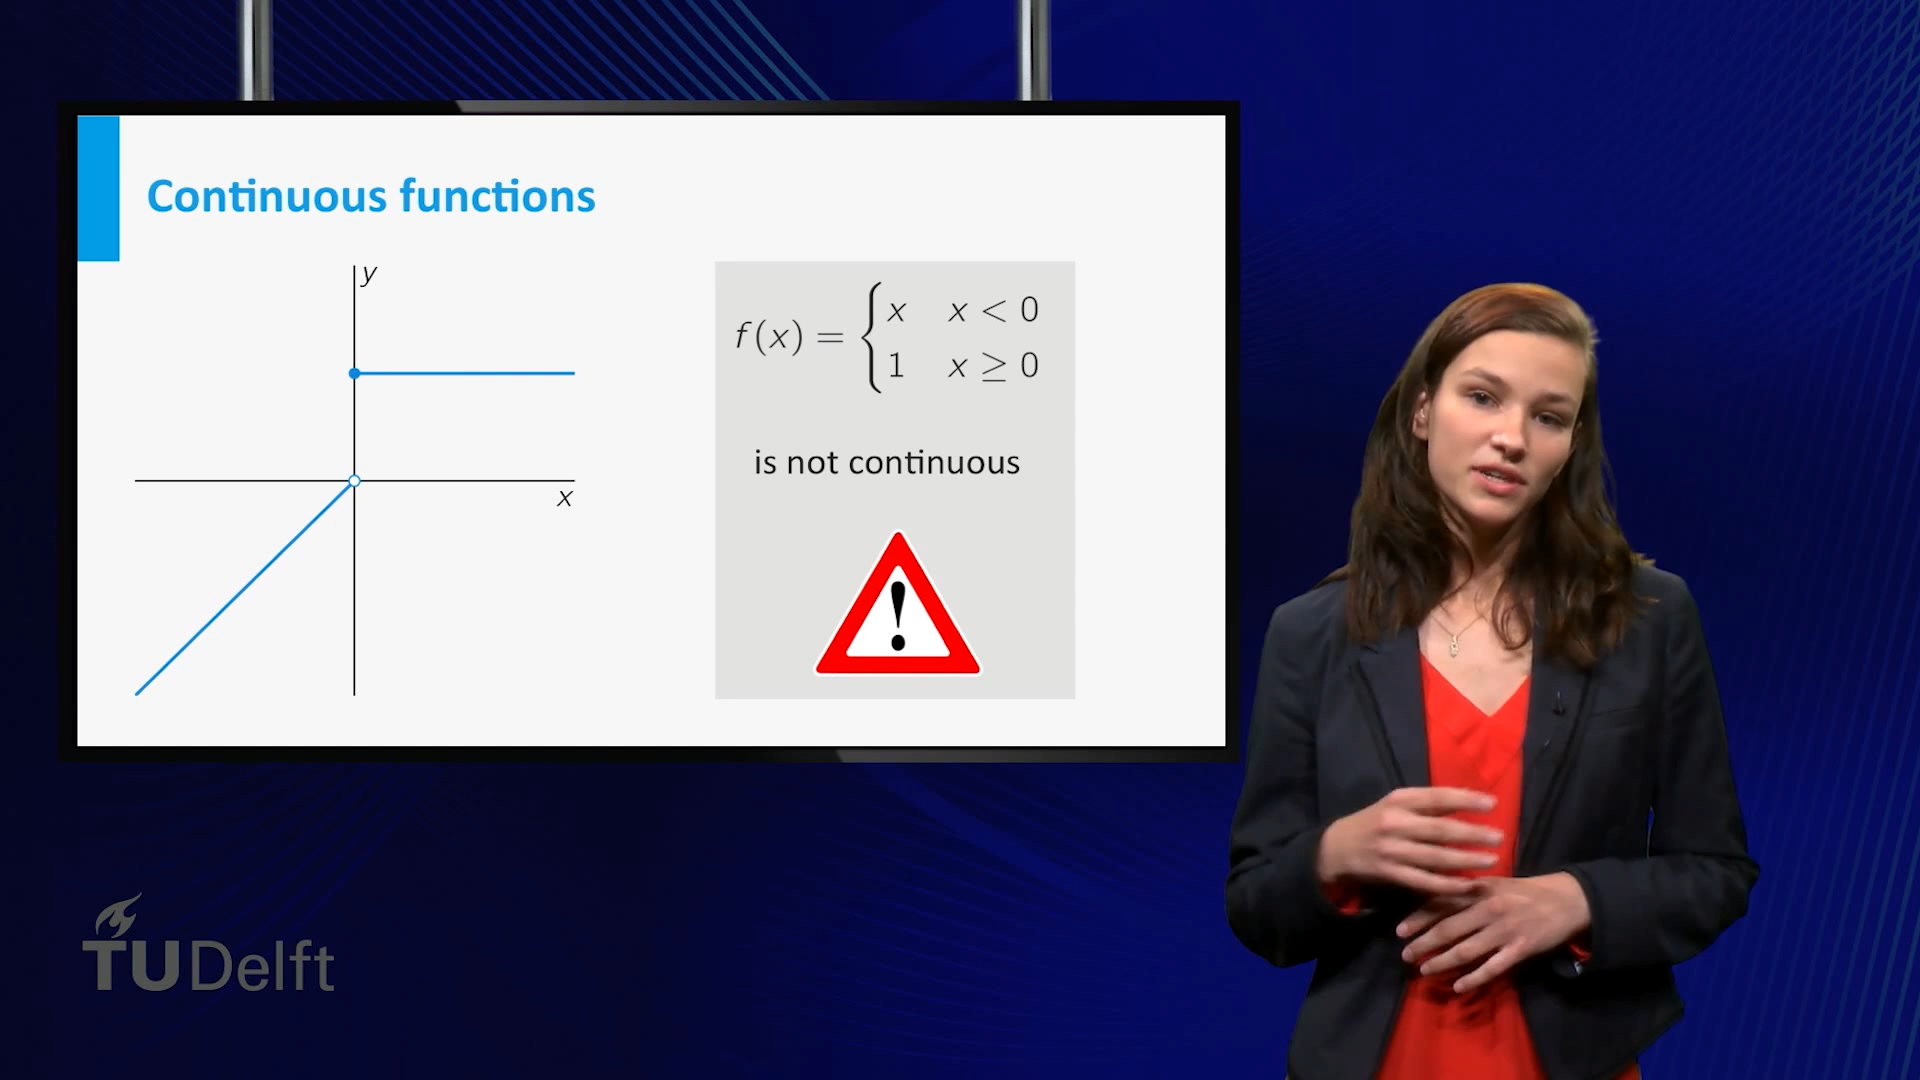 Continuous functions
y
x
f(x) = { x x < 0
1 x ≥ 0
is not continuous
!
TUDelft